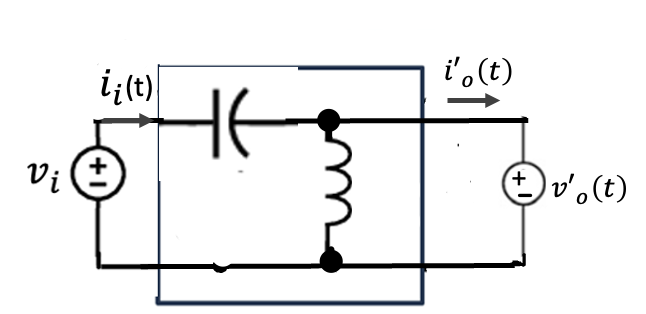 i_i(t)
i'_o(t)
v_i
+
−
+
−
v'_o(t)